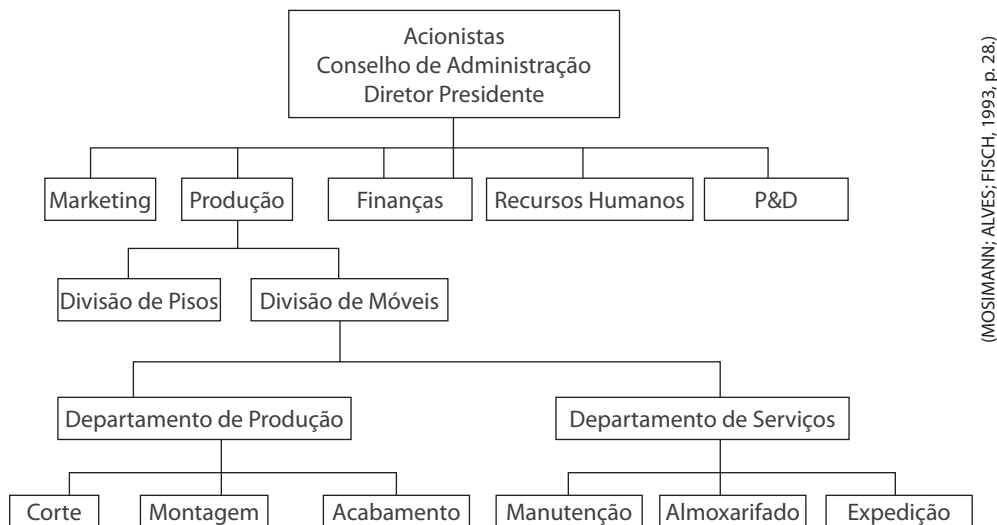 Acionistas
Conselho de Administração
Diretor Presidente
Marketing
Produção
Finanças
Recursos Humanos
P&D
Divisão de Pisos
Divisão de Móveis
Departamento de Produção
Departamento de Serviços
Corte
Montagem
Acabamento
Manutenção
Almoxarifado
Expedição
(MOSIMANN; ALVES; FISCH, 1993, p. 28.)